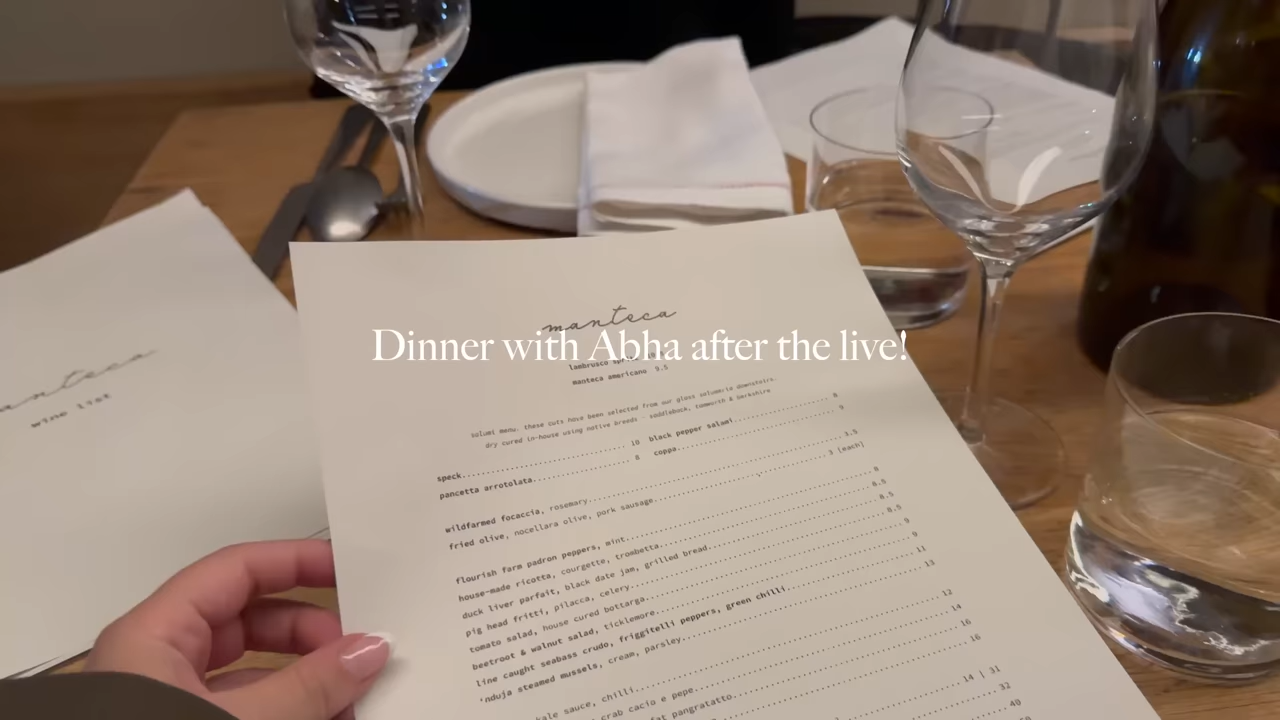 manteca
Dinner with Abha after the live!
lambrusco
manteca americano 9.5
salumi menu. these cuts have been selected from our glass salumeria downstairs.
dry cured in-house using native breeds - saddleback, tamworth & berkshire
speck 10 black pepper salami 8
pancetta arrotolata 8 coppa 9
wildfarmed focaccia, rosemary 3.5
fried olive, nocellara olive, pork sausage 3 (each)
flourish farm padron peppers, mint 8
house-made ricotta, courgette, trombetta 8.5
duck liver parfait, black date jam, grilled bread 8.5
pig head fritti, pilacca, celery 8.5
tomato salad, house cured bottarga 9
beetroot & walnut salad, ticklemore 9
line caught seabass crudo, friggitelli peppers, green chilli 11
'nduja steamed mussels, cream, parsley 13
kale sauce, chilli 12
crab cacio e pepe 14
fat pangratatto 16
16
14 | 31
32
40
manteca
wine list